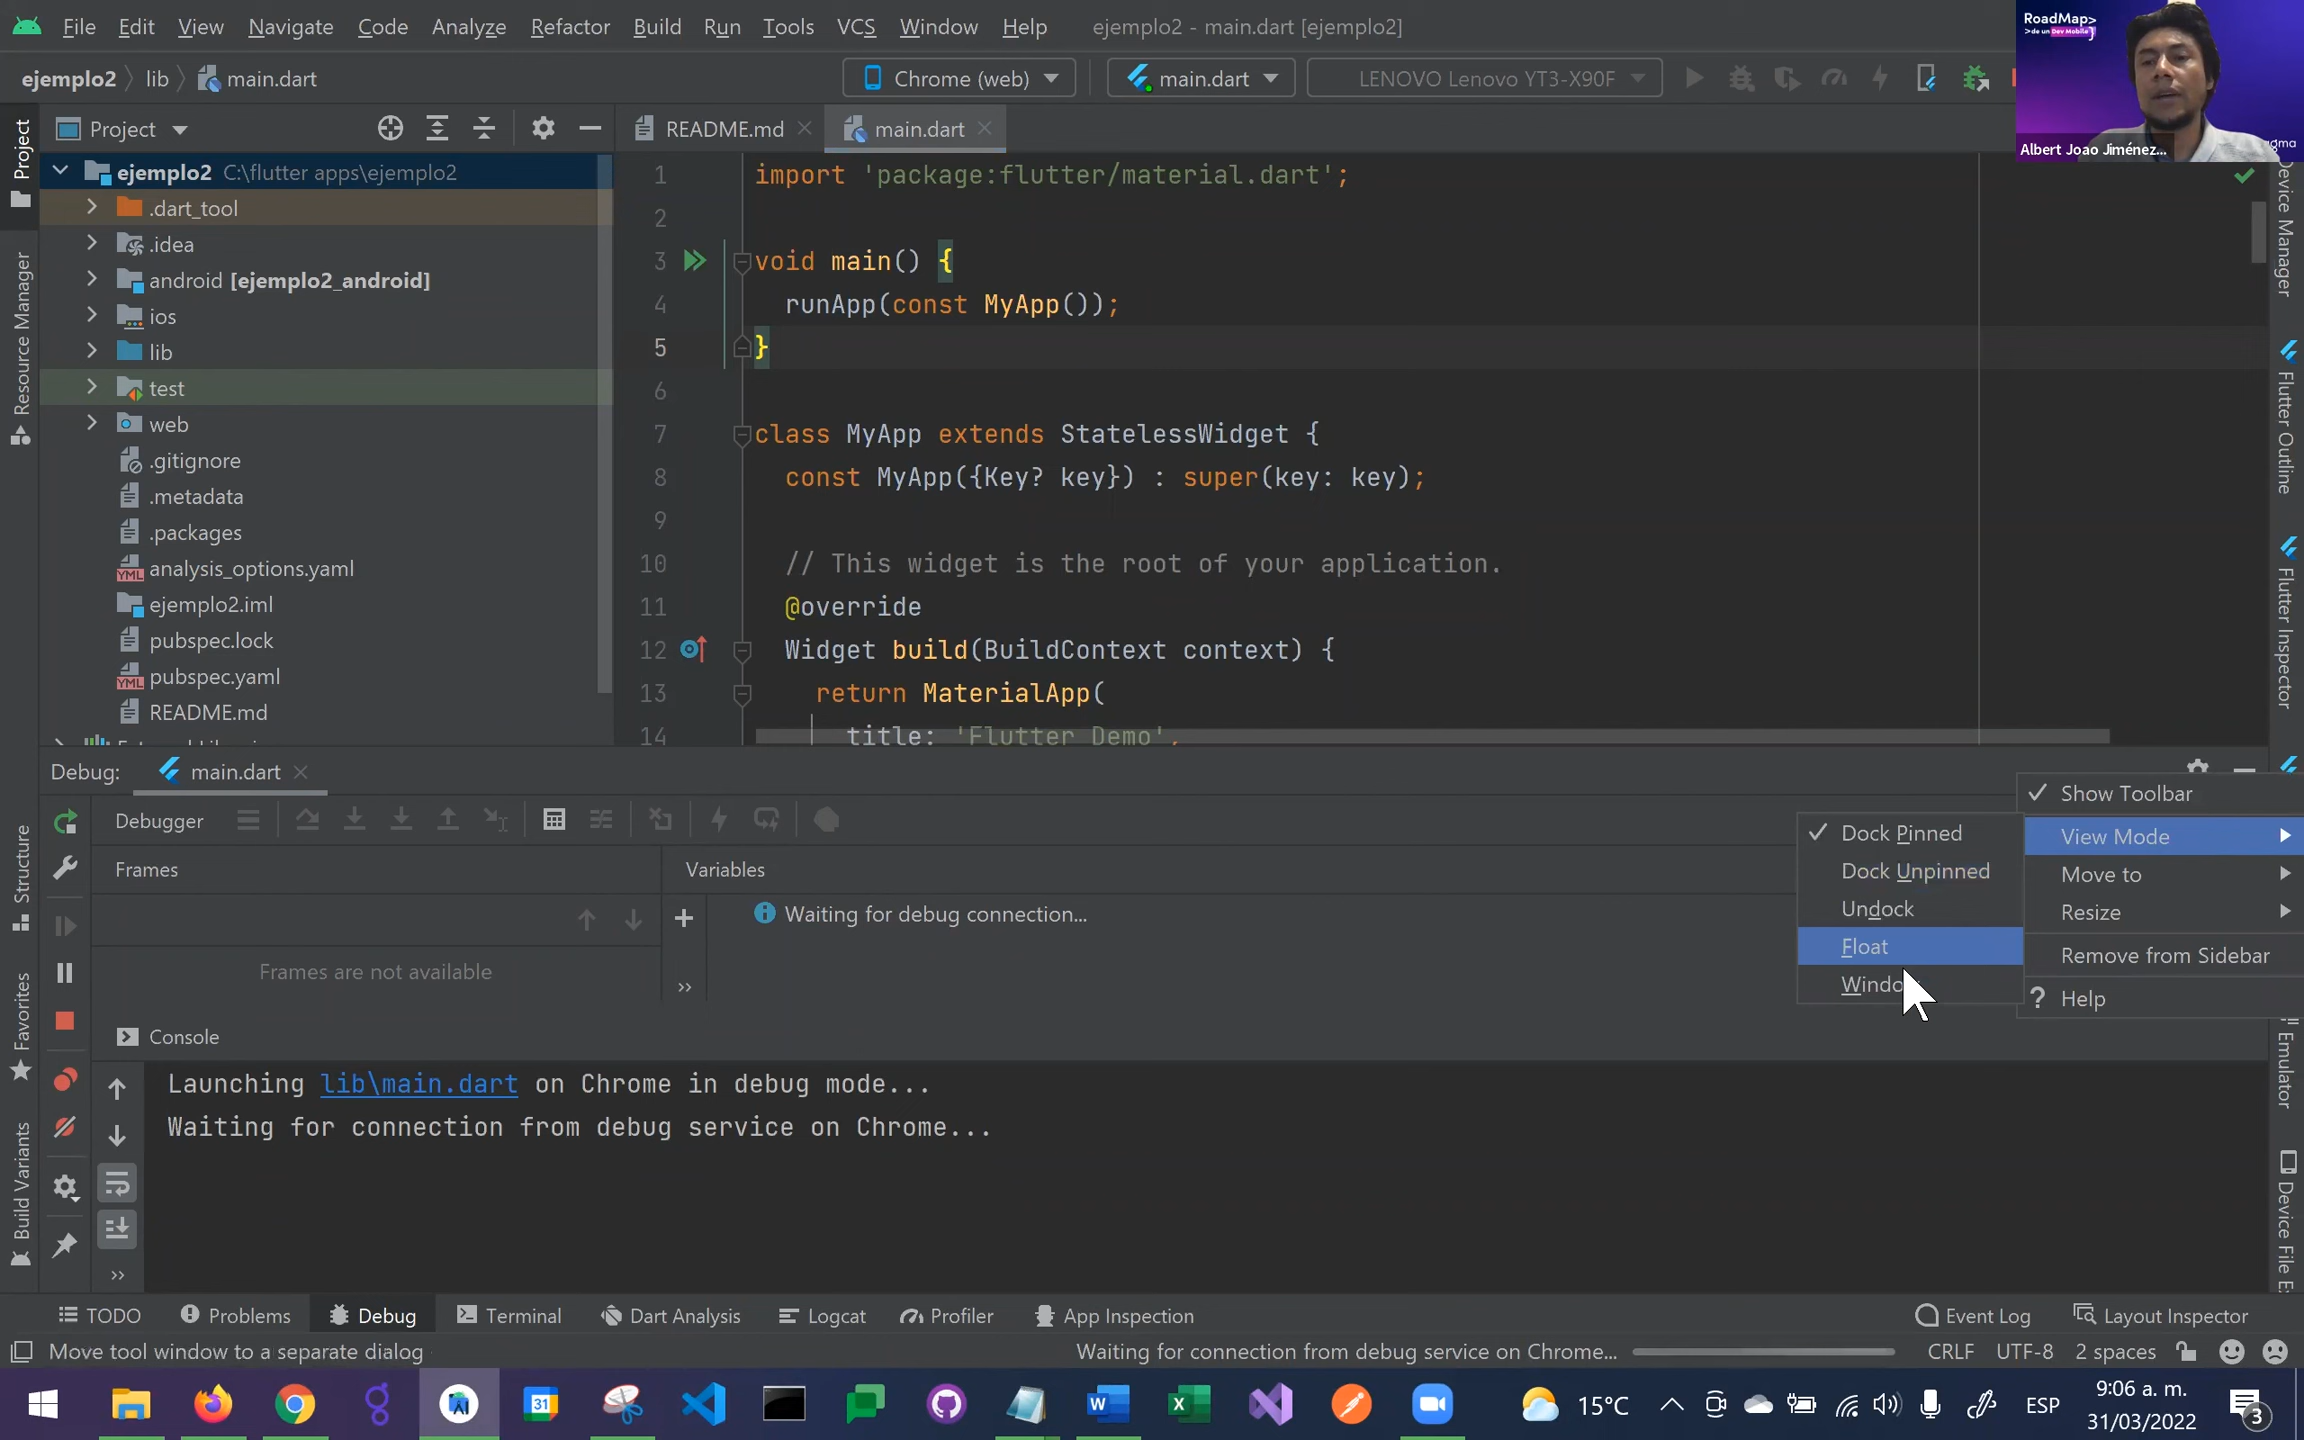 File Edit View Navigate Code Analyze Refactor Build Run Tools VCS Window Help ejemplo2 - main.dart [ejemplo2]
RoadMap>
>de un Dev Mobile}
Albert Joao Jiménez...
ejemplo2 lib main.dart Chrome (web) main.dart LENOVO Lenovo YT3-X90F
Project README.md main.dart
ejemplo2 C:\flutter apps\ejemplo2
.dart_tool
.idea
android [ejemplo2_android]
ios
lib
test
web
.gitignore
.metadata
.packages
analysis_options.yaml
ejemplo2.iml
pubspec.lock
pubspec.yaml
README.md
1 import 'package:flutter/material.dart';
2
3 void main() {
4 runApp(const MyApp());
5 }
6
7 class MyApp extends StatelessWidget {
8 const MyApp({Key? key}) : super(key: key);
9
10 // This widget is the root of your application.
11 @override
12 Widget build(BuildContext context) {
13 return MaterialApp(
14 title: 'Flutter Demo',
Project
Resource Manager
Structure
Favorites
Build Variants
Device Manager
Flutter Outline
Flutter Inspector
Emulator
Device File E
Debug: main.dart
Debugger
Frames Variables
Waiting for debug connection...
Frames are not available
Show Toolbar
View Mode
Move to
Resize
Remove from Sidebar
? Help
Dock Pinned
Dock Unpinned
Undock
Float
Windo
Console
Launching lib\main.dart on Chrome in debug mode...
Waiting for connection from debug service on Chrome...
TODO Problems Debug Terminal Dart Analysis Logcat Profiler App Inspection Event Log Layout Inspector
Move tool window to a separate dialog Waiting for connection from debug service on Chrome... CRLF UTF-8 2 spaces
31 15°C ESP 9:06 a. m.
31/03/2022 3